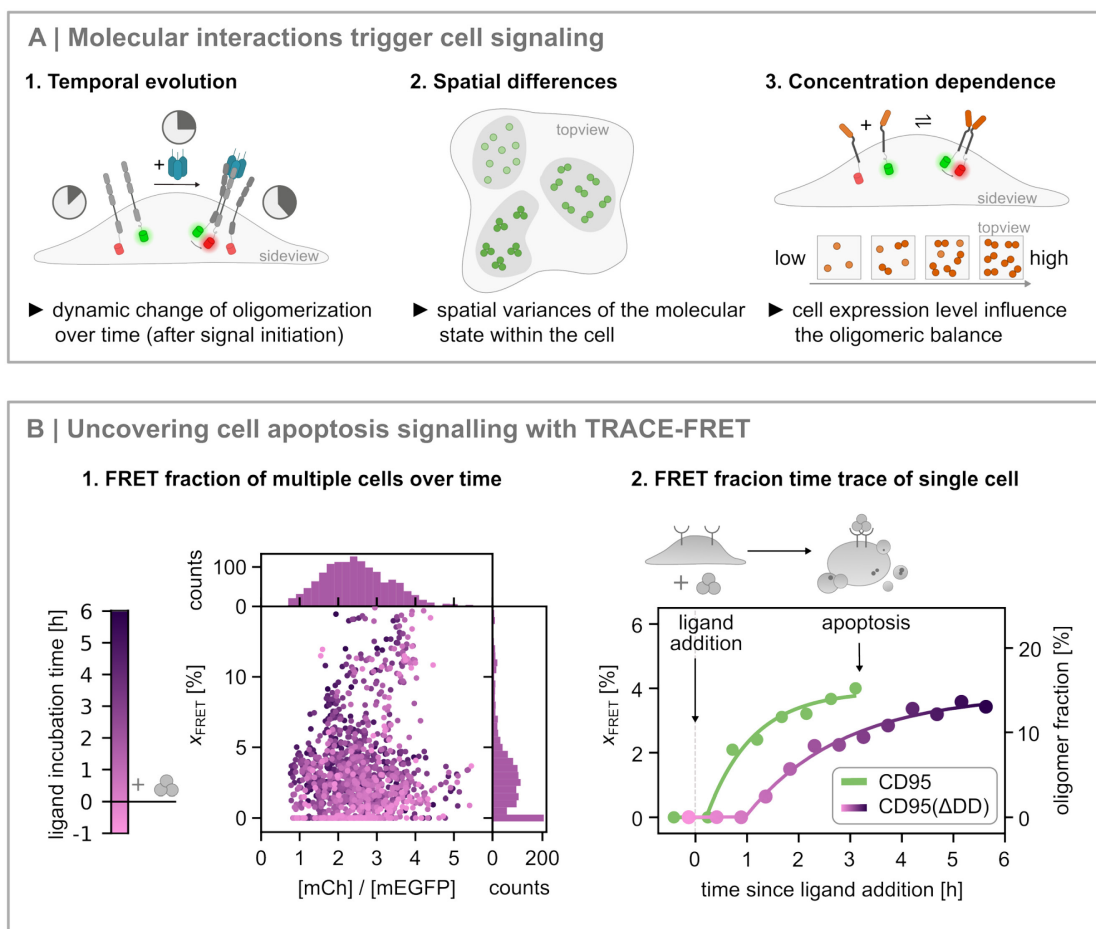 A | Molecular interactions trigger cell signaling
1. Temporal evolution
+
sideview
► dynamic change of oligomerization
over time (after signal initiation)
2. Spatial differences
topview
► spatial variances of the molecular
state within the cell
3. Concentration dependence
+ ⇌
sideview
topview
low high
► cell expression level influence
the oligomeric balance
B | Uncovering cell apoptosis signalling with TRACE-FRET
1. FRET fraction of multiple cells over time
ligand incubation time [h]
6
5
4
3
2
1
0
-1
+
counts
100
0
xFRET [%]
10
5
0
0 1 2 3 4 5
[mCh] / [mEGFP]
0 200
counts
2. FRET fracion time trace of single cell
+
ligand
addition
apoptosis
xFRET [%]
6
4
2
0
20
10
0
oligomer fraction [%]
CD95
CD95(ΔDD)
0 1 2 3 4 5 6
time since ligand addition [h]